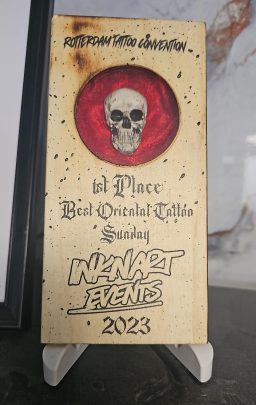 ROTTERDAM TATTOO CONVENTION
1st Place
Best Oriental Tattoo
Sunday
INKNART
EVENTS
2023